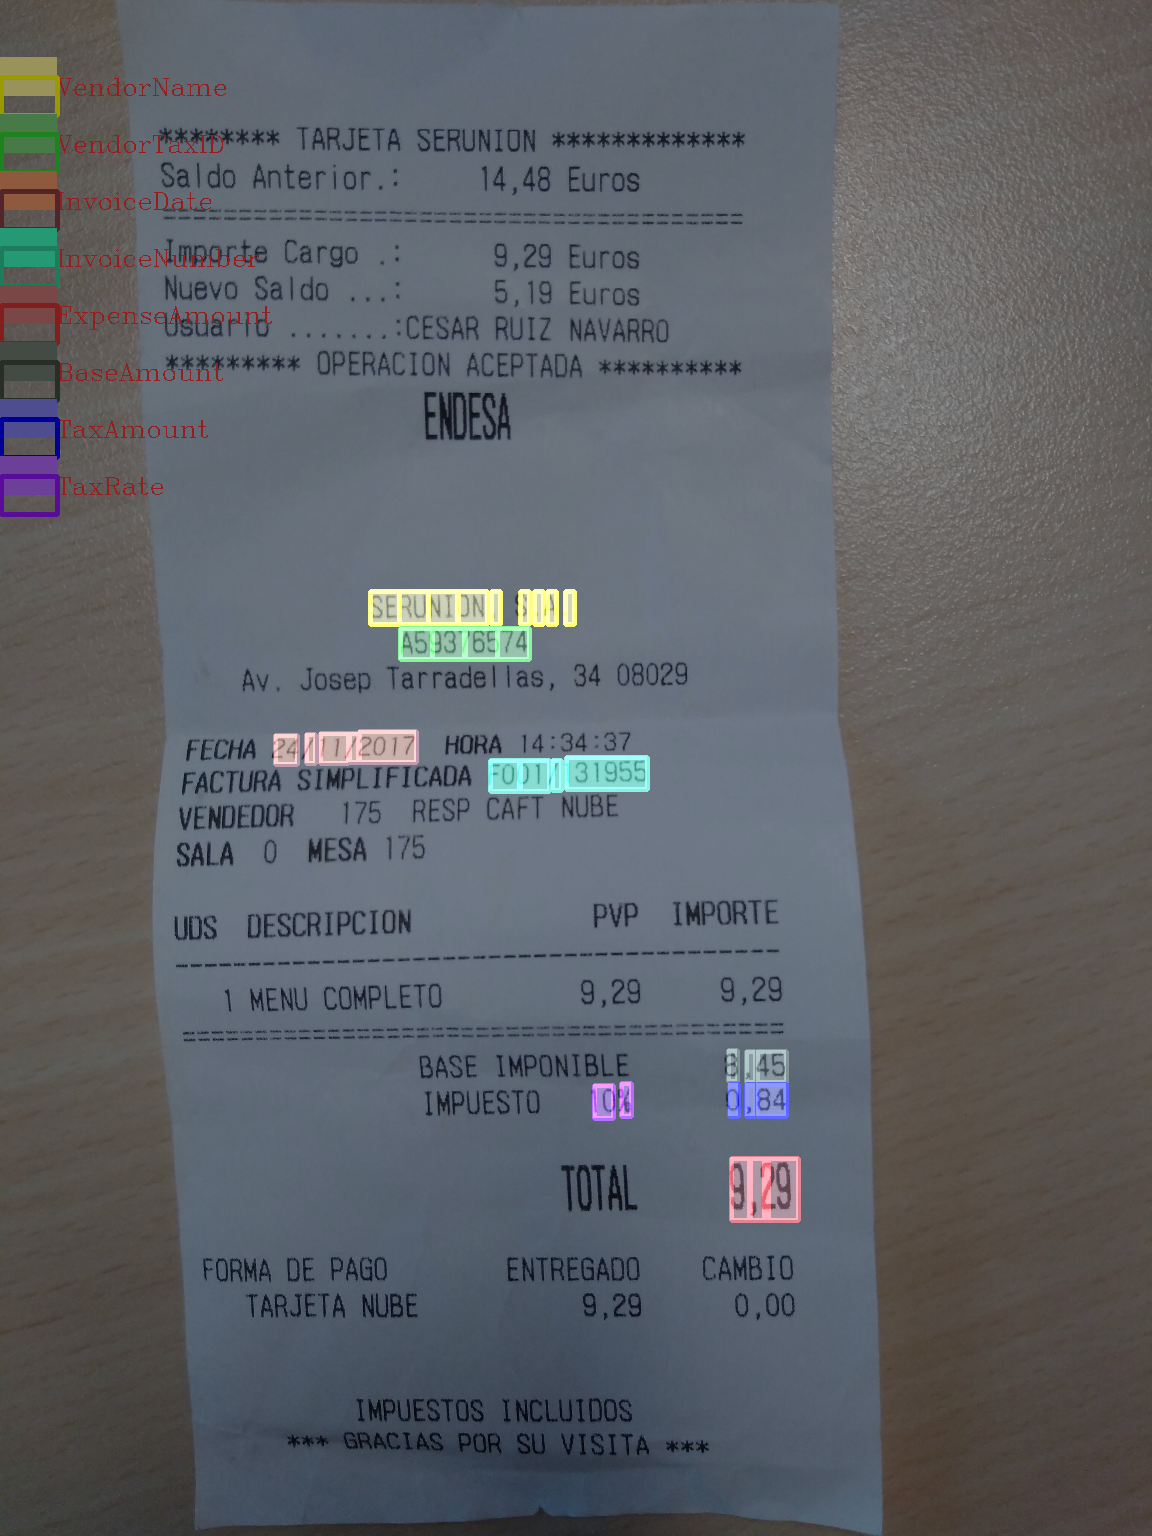 VendorName
VendorTaxID
InvoiceDate
InvoiceNumber
ExpenseAmount
BaseAmount
TaxAmount
TaxRate
******** TARJETA SERUNION *************
Saldo Anterior.: 14,48 Euros
========================================
Importe Cargo .: 9,29 Euros
Nuevo Saldo ...: 5,19 Euros
Usuario .......:CESAR RUIZ NAVARRO
********* OPERACION ACEPTADA **********
ENDESA
SERUNION, S.A.
A59376574
Av. Josep Tarradellas, 34 08029
FECHA 24/11/2017 HORA 14:34:37
FACTURA SIMPLIFICADA F001/ 31955
VENDEDOR 175 RESP CAFT NUBE
SALA 0 MESA 175
UDS DESCRIPCION PVP IMPORTE
----------------------------------------
1 MENU COMPLETO 9,29 9,29
========================================
BASE IMPONIBLE 8,45
IMPUESTO 10% 0,84
TOTAL 9,29
FORMA DE PAGO ENTREGADO CAMBIO
TARJETA NUBE 9,29 0,00
IMPUESTOS INCLUIDOS
*** GRACIAS POR SU VISITA ***